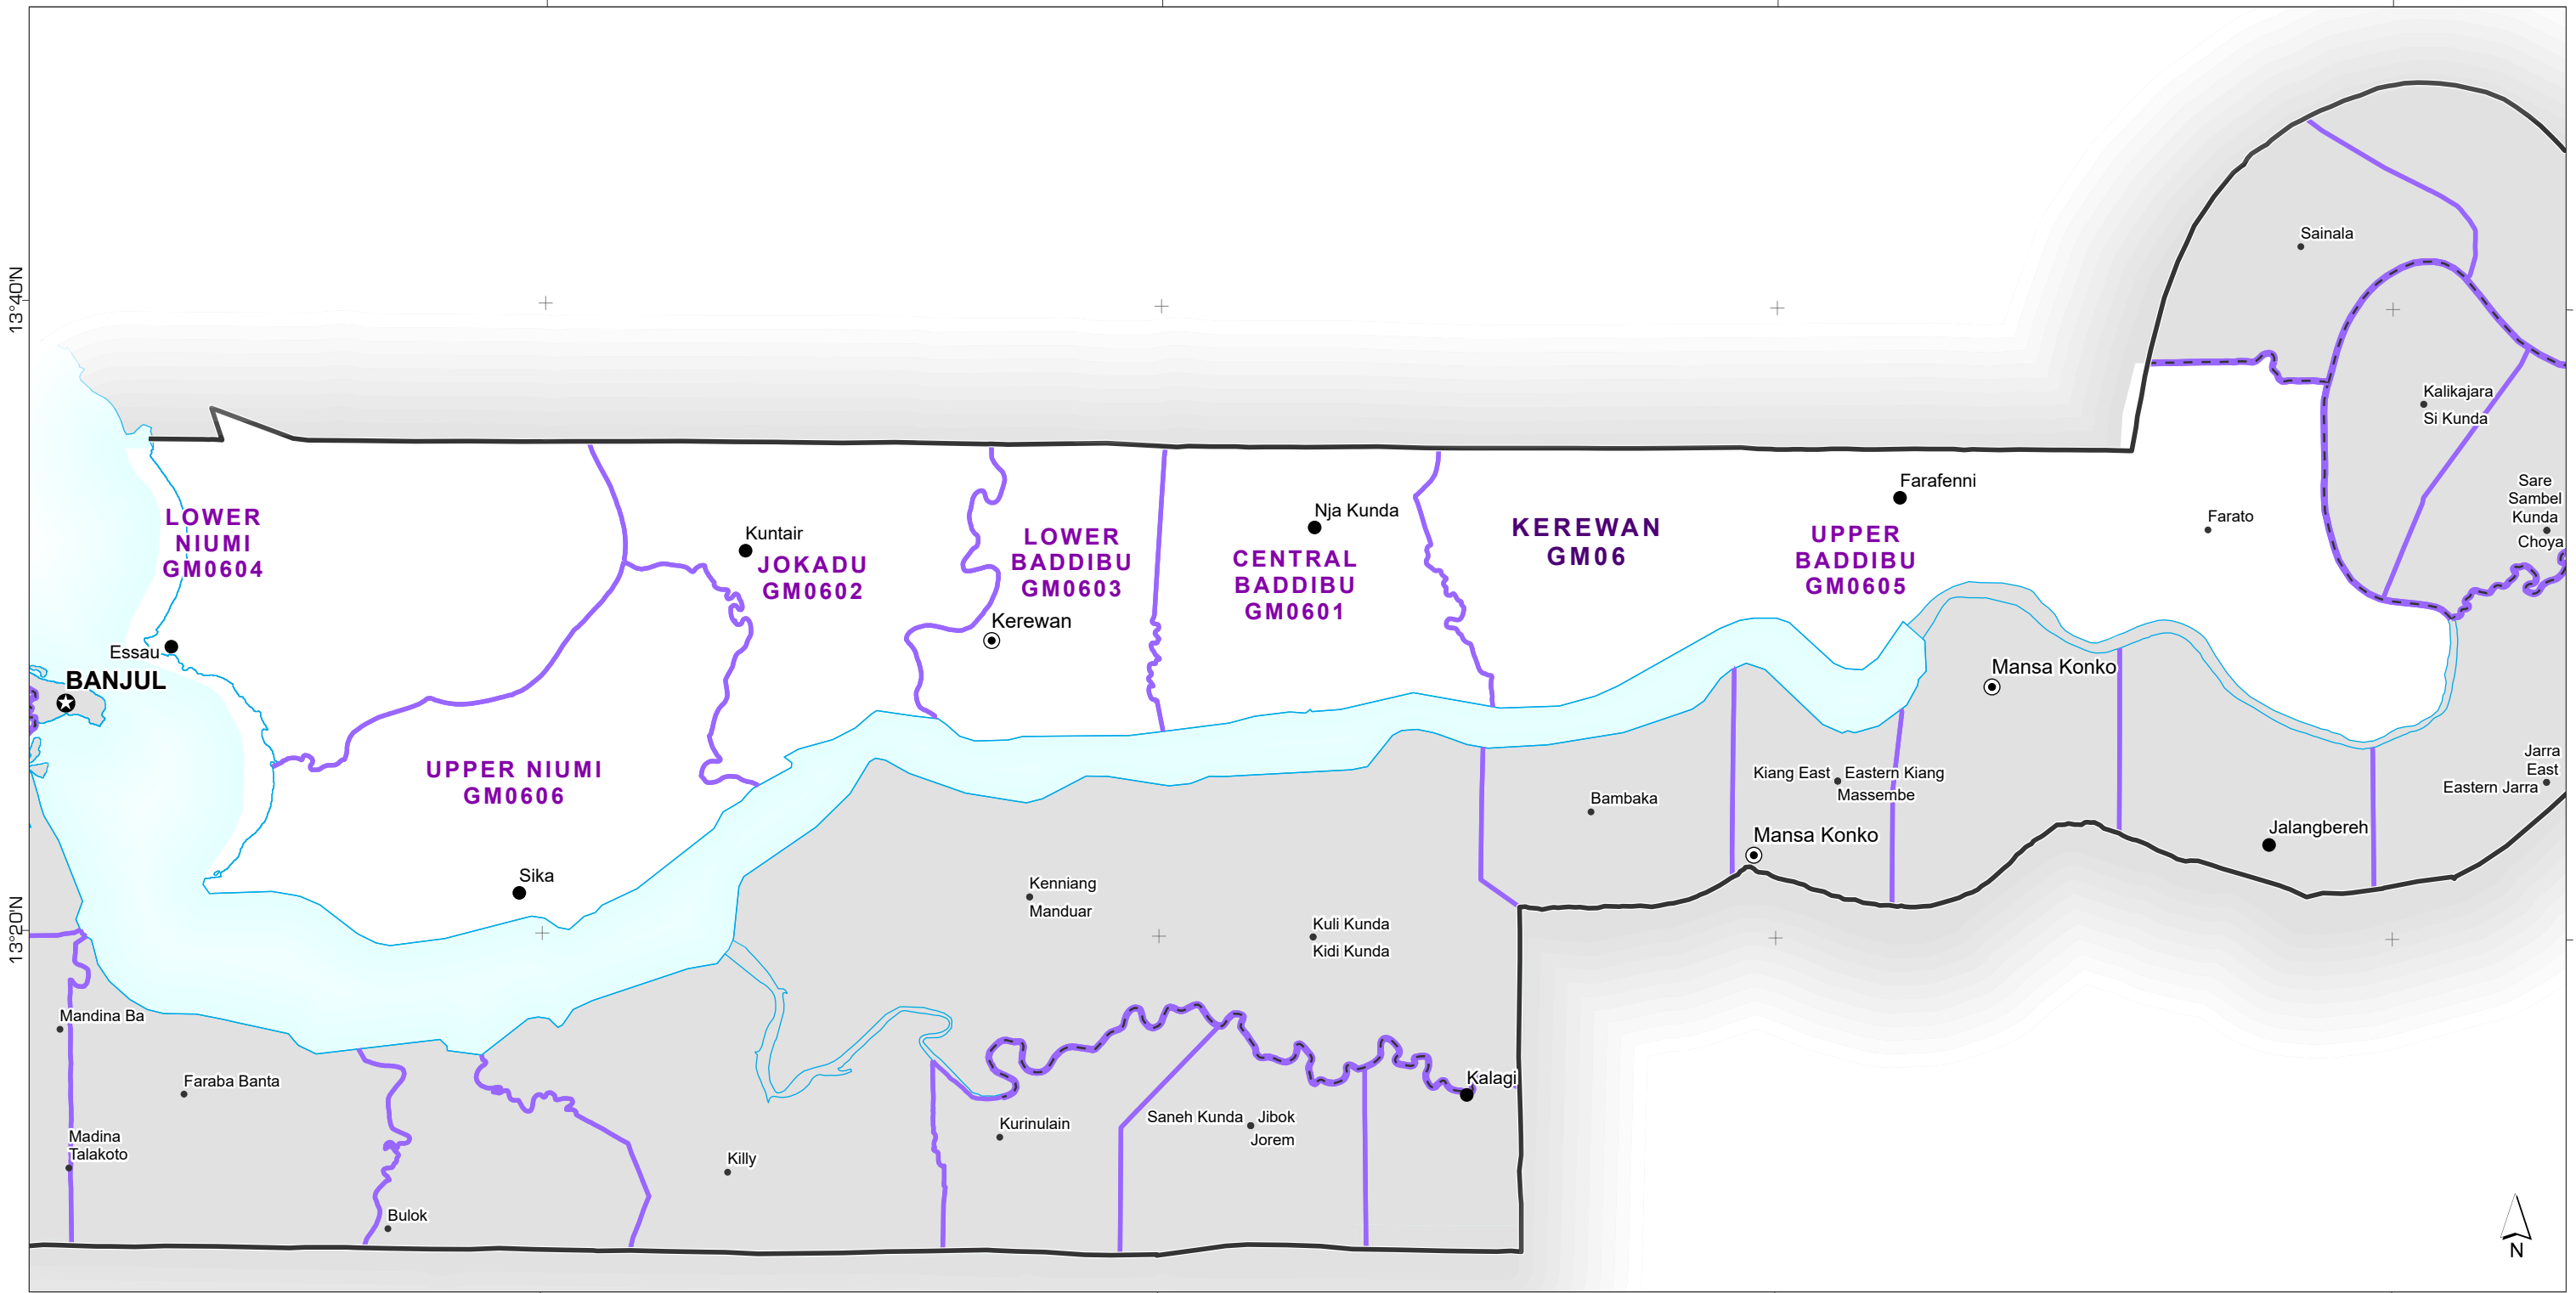 13°40'N
13°20'N
Sainala
Kalikajara
Si Kunda
Sare
Sambel
Kunda
Choya
Farato
Farafenni
KEREWAN
GM06
UPPER
BADDIBU
GM0605
Nja Kunda
CENTRAL
BADDIBU
GM0601
LOWER
BADDIBU
GM0603
Kerewan
Kuntair
JOKADU
GM0602
LOWER
NIUMI
GM0604
Essau
BANJUL
UPPER NIUMI
GM0606
Sika
Mansa Konko
Kiang East
Eastern Kiang
Massembe
Bambaka
Mansa Konko
Jalangbereh
Jarra
East
Eastern Jarra
Kenniang
Manduar
Kuli Kunda
Kidi Kunda
Mandina Ba
Faraba Banta
Madina
Talakoto
Bulok
Killy
Kurinulain
Saneh Kunda
Jibok
Jorem
Kalagi
N